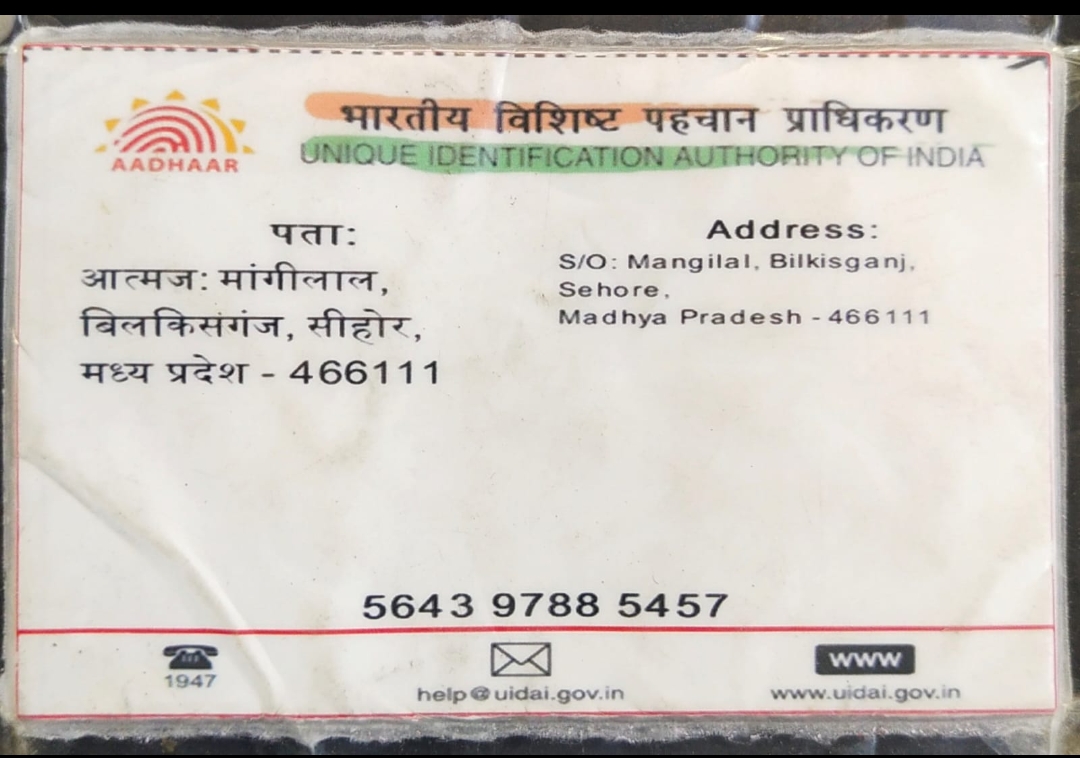 AADHAAR
भारतीय विशिष्ट पहचान प्राधिकरण
UNIQUE IDENTIFICATION AUTHORITY OF INDIA
पता:
आत्मज: मांगीलाल,
बिलकिसगंज, सीहोर,
मध्य प्रदेश - 466111
Address:
S/O: Mangilal, Bilkisganj,
Sehore,
Madhya Pradesh - 466111
5643 9788 5457
1947
help@uidai.gov.in
www
www.uidai.gov.in